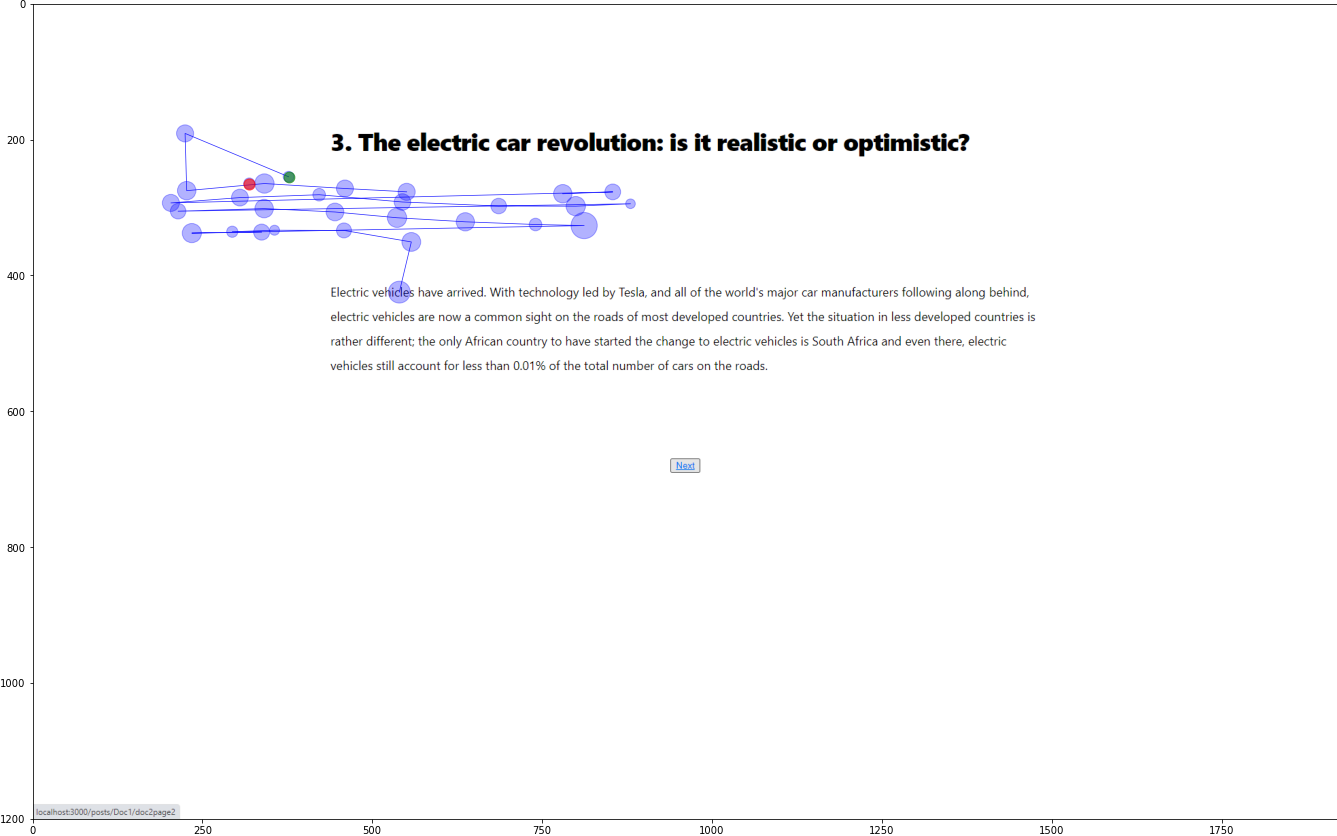 0
200
3. The electric car revolution: is it realistic or optimistic?
400
Electric vehicles have arrived. With technology led by Tesla, and all of the world's major car manufacturers following along behind,
electric vehicles are now a common sight on the roads of most developed countries. Yet the situation in less developed countries is
rather different; the only African country to have started the change to electric vehicles is South Africa and even there, electric
vehicles still account for less than 0.01% of the total number of cars on the roads.
600
Next
800
1000
localhost:3000/posts/Doc1/doc2page2
1200
0 250 500 750 1000 1250 1500 1750